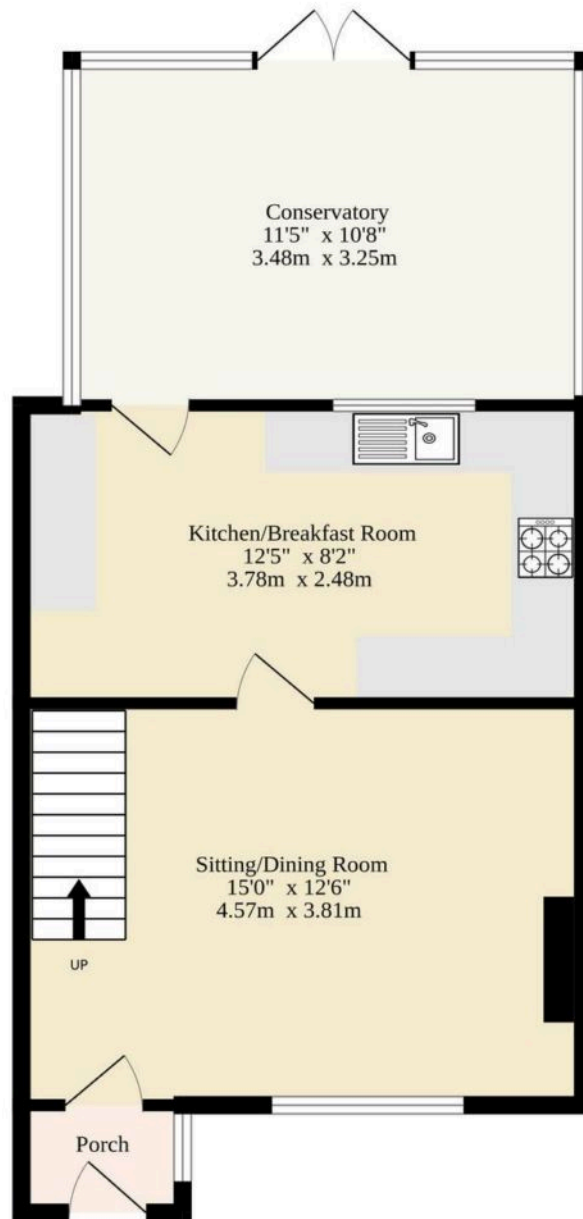 Conservatory
11'5" x 10'8"
3.48m x 3.25m
Kitchen/Breakfast Room
12'5" x 8'2"
3.78m x 2.48m
Sitting/Dining Room
15'0" x 12'6"
4.57m x 3.81m
UP
Porch